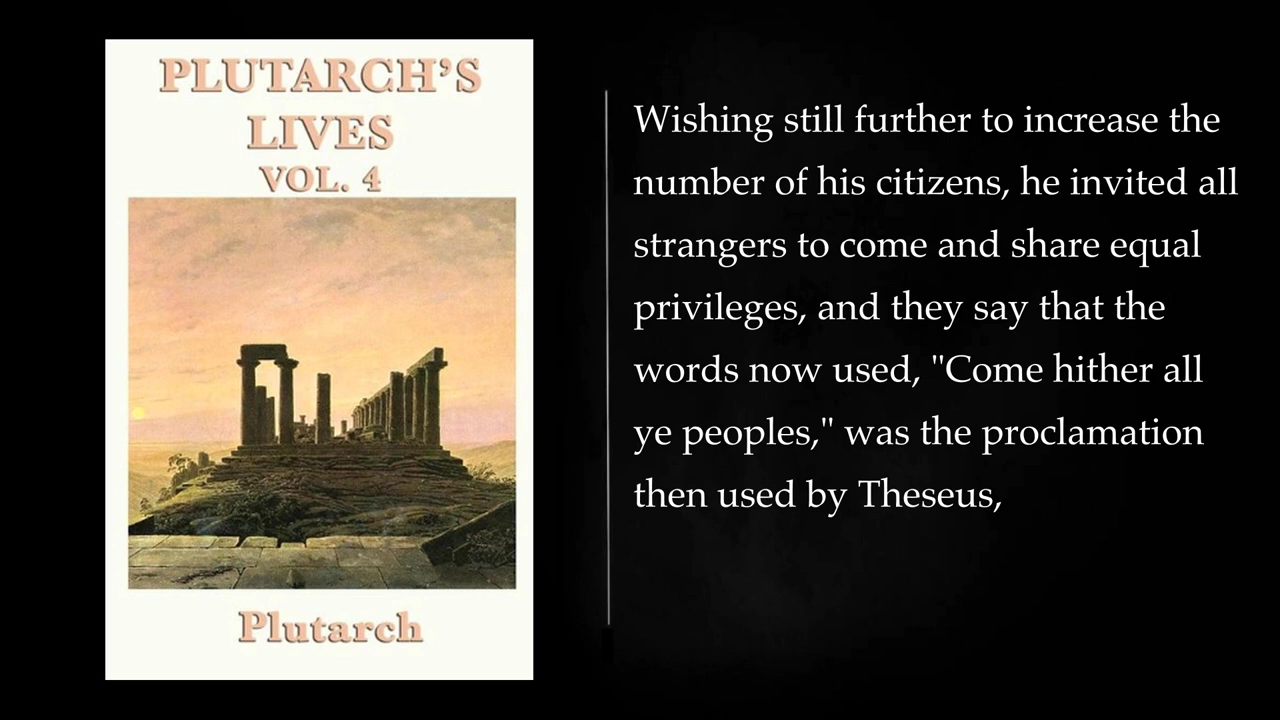 PLUTARCH'S
LIVES
VOL. 4
Plutarch
Wishing still further to increase the
number of his citizens, he invited all
strangers to come and share equal
privileges, and they say that the
words now used, "Come hither all
ye peoples," was the proclamation
then used by Theseus,